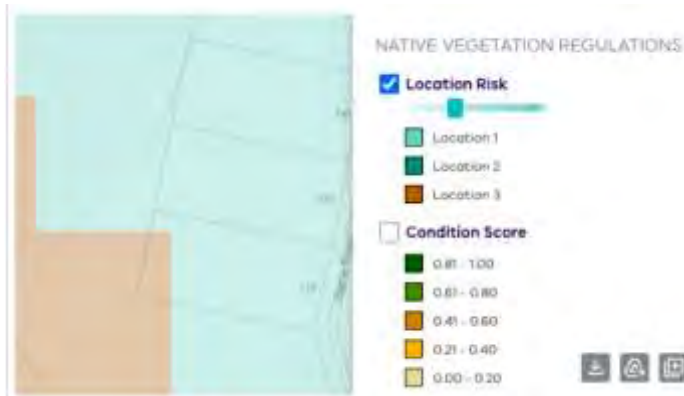 NATIVE VEGETATION REGULATIONS
Location Risk
Location 1
Location 2
Location 3
Condition Score
0.81 - 1.00
0.61 - 0.80
0.41 - 0.60
0.21 - 0.40
0.00 - 0.20